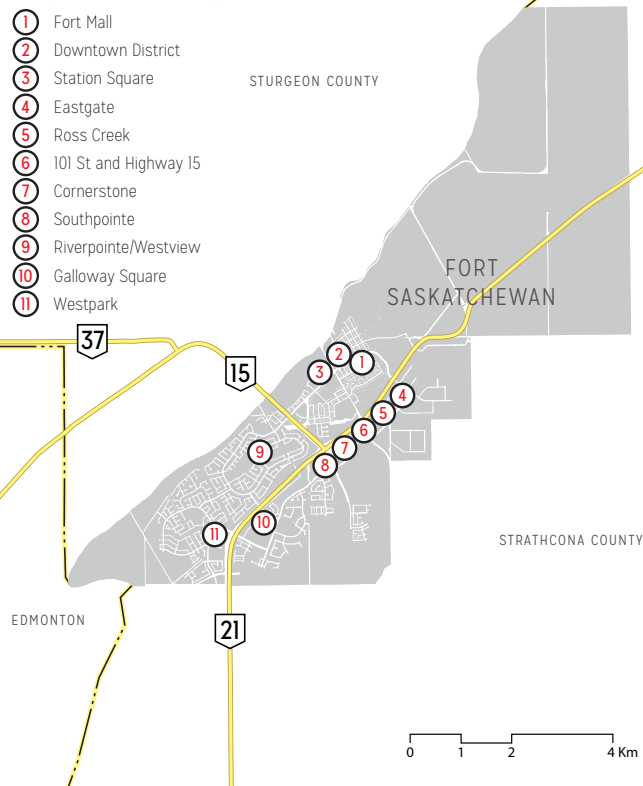 1 Fort Mall
2 Downtown District
3 Station Square
4 Eastgate
5 Ross Creek
6 101 St and Highway 15
7 Cornerstone
8 Southpointe
9 Riverpointe/Westview
10 Galloway Square
11 Westpark
STURGEON COUNTY
FORT
SASKATCHEWAN
37
15
2
1
3
4
5
6
7
8
9
10
11
STRATHCONA COUNTY
EDMONTON
21
0 1 2 4 Km